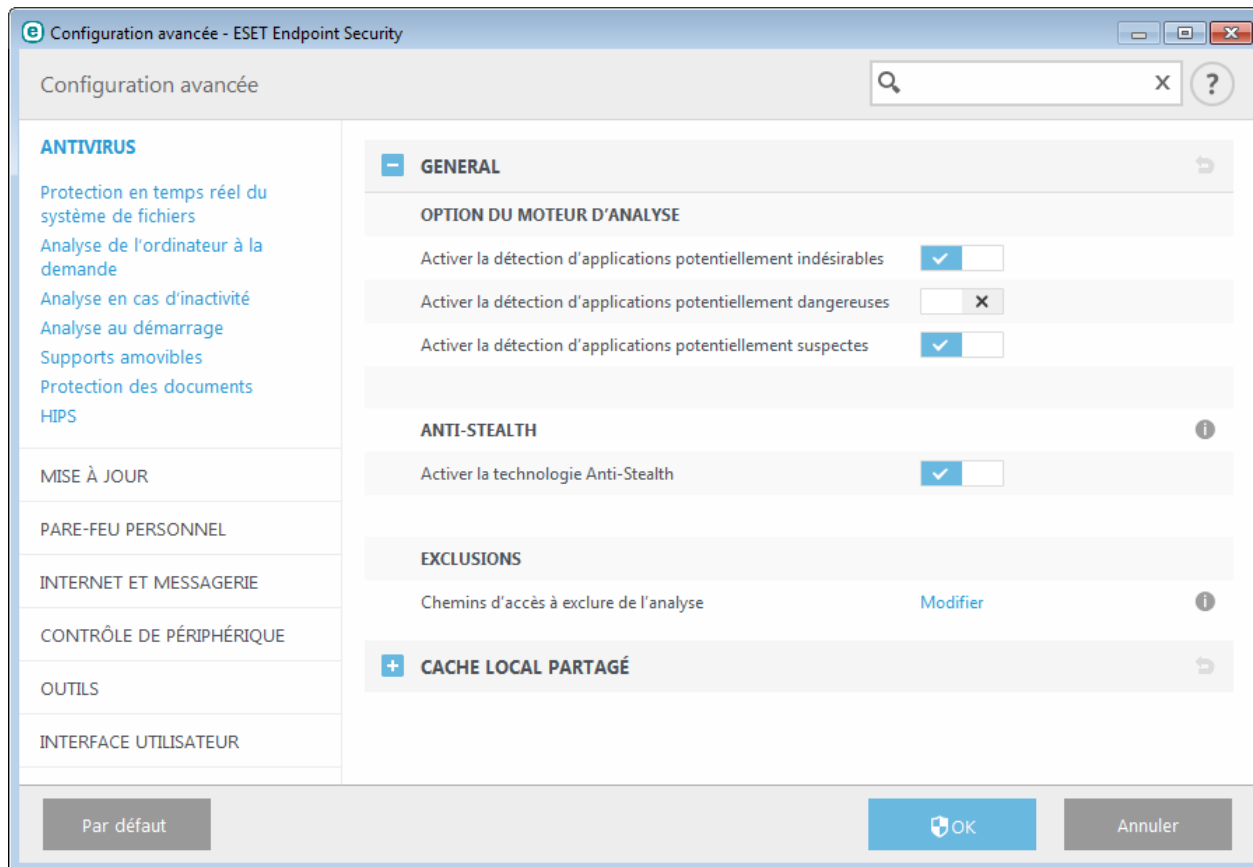 Configuration avancée - ESET Endpoint Security
Configuration avancée
ANTIVIRUS
Protection en temps réel du
système de fichiers
Analyse de l'ordinateur à la
demande
Analyse en cas d'inactivité
Analyse au démarrage
Supports amovibles
Protection des documents
HIPS
MISE À JOUR
PARE-FEU PERSONNEL
INTERNET ET MESSAGERIE
CONTRÔLE DE PÉRIPHÉRIQUE
OUTILS
INTERFACE UTILISATEUR
GENERAL
OPTION DU MOTEUR D'ANALYSE
Activer la détection d'applications potentiellement indésirables
Activer la détection d'applications potentiellement dangereuses
Activer la détection d'applications potentiellement suspectes
ANTI-STEALTH
Activer la technologie Anti-Stealth
EXCLUSIONS
Chemins d'accès à exclure de l'analyse Modifier
CACHE LOCAL PARTAGÉ
Par défaut
OK
Annuler